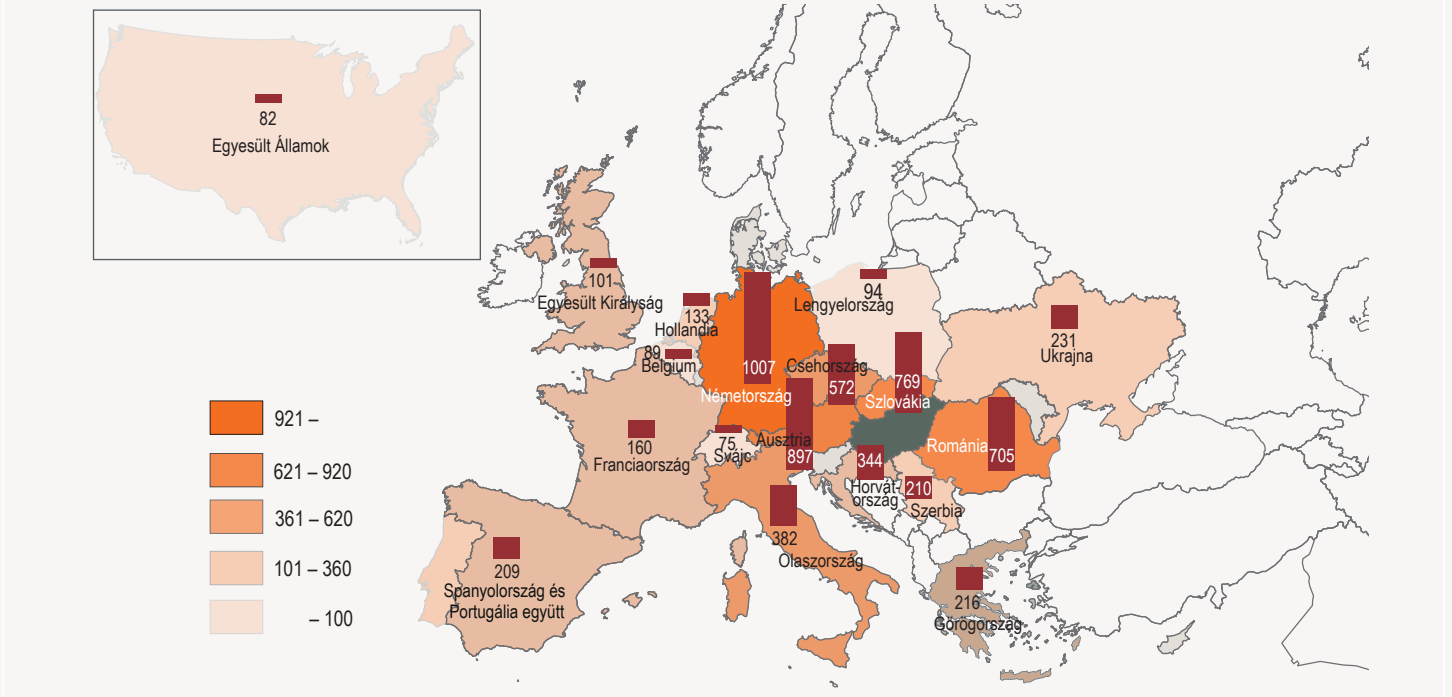 82
Egyesült Államok
101
Egyesült Királyság
133
Hollandia
89
Belgium
1007
Németország
94
Lengyelország
Csehország
572
769
Szlovákia
231
Ukrajna
921 –
621 – 920
361 – 620
101 – 360
– 100
160
Franciaország
75
Svájc
Ausztria
897
344
Horvát-
ország
210
Szerbia
Románia
705
382
Olaszország
209
Spanyolország és
Portugália együtt
216
Görögország